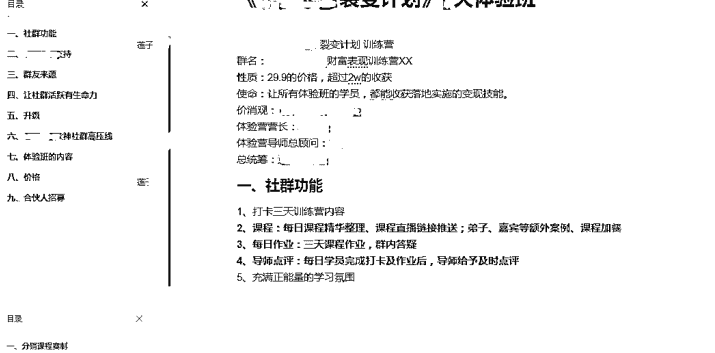 目录
×
一、社群功能
二、 支持
三、群友来源
四、让社群活跃有生命力
五、升级
六、 社群高压线
七、体验班的内容
八、价格
九、合伙人招募
裂变计划》 天体验班
裂变计划 训练营
群名： 财富表现训练营XX
性质：29.9的价格，超过2w的收获
使命：让所有体验班的学员，都能收获落地实施的变现技能。
价消观：
体验营营长：
体验营导师总顾问：
总统筹：
一、社群功能
1、打卡三天训练营内容
2、课程：每日课程精华整理、课程直播链接推送；弟子、嘉宾等额外案例、课程加餐
3、每日作业：三天课程作业，群内答疑
4、导师点评：每日学员完成打卡及作业后，导师给予及时点评
5、充满正能量的学习氛围
目录
×